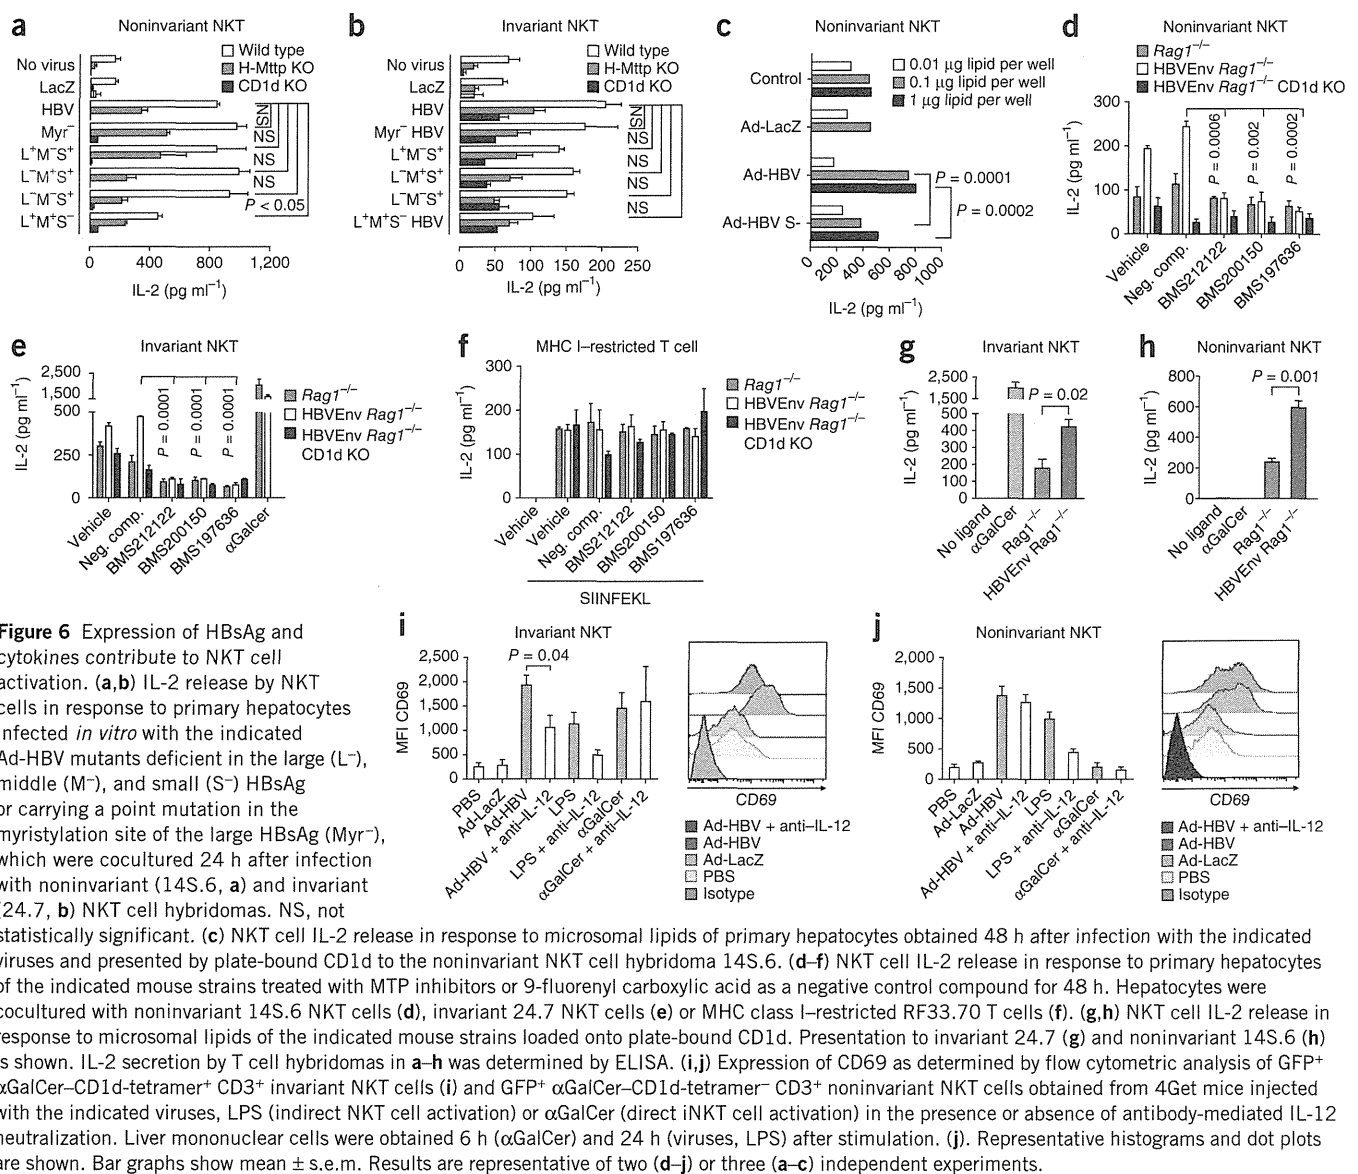 a
Noninvariant NKT
Wild type
H-Mttp KO
CD1d KO
No virus
LacZ
HBV
Myr⁻
L⁺M⁻S⁺
L⁻M⁺S⁺
L⁻M⁻S⁺
L⁺M⁺S⁻
NS
NS
NS
NS
P < 0.05
0 400 800 1,200
IL-2 (pg ml⁻¹)
b
Invariant NKT
Wild type
H-Mttp KO
CD1d KO
No virus
LacZ
HBV
Myr⁻ HBV
L⁺M⁻S⁺
L⁻M⁺S⁺
L⁻M⁻S⁺
L⁺M⁺S⁻ HBV
NS
NS
NS
NS
NS
0 50 100 150 200 250
IL-2 (pg ml⁻¹)
c
Noninvariant NKT
0.01 µg lipid per well
0.1 µg lipid per well
1 µg lipid per well
Control
Ad-LacZ
Ad-HBV
Ad-HBV S-
P = 0.0001
P = 0.0002
0 200 400 600 800 1000
IL-2 (pg ml⁻¹)
d
Noninvariant NKT
Rag1⁻/⁻
HBVEnv Rag1⁻/⁻
HBVEnv Rag1⁻/⁻ CD1d KO
IL-2 (pg ml⁻¹)
300
200
100
0
P = 0.0006
P = 0.002
P = 0.0002
Vehicle
Neg. comp.
BMS212122
BMS200150
BMS197636
e
Invariant NKT
IL-2 (pg ml⁻¹)
2,500
1,500
500
250
0
P = 0.0001
P = 0.0001
P = 0.0001
Rag1⁻/⁻
HBVEnv Rag1⁻/⁻
HBVEnv Rag1⁻/⁻
CD1d KO
Vehicle
Neg. comp.
BMS212122
BMS200150
BMS197636
αGalcer
f
MHC I–restricted T cell
IL-2 (pg ml⁻¹)
300
200
100
0
Rag1⁻/⁻
HBVEnv Rag1⁻/⁻
HBVEnv Rag1⁻/⁻
CD1d KO
Vehicle
Vehicle
Neg. comp.
BMS212122
BMS200150
BMS197636
SIINFEKL
g
Invariant NKT
IL-2 (pg ml⁻¹)
2,500
1,500
500
400
300
200
100
0
P = 0.02
No ligand
αGalCer
Rag1⁻/⁻
HBVEnv Rag1⁻/⁻
h
Noninvariant NKT
IL-2 (pg ml⁻¹)
800
600
400
200
0
P = 0.001
No ligand
αGalCer
Rag1⁻/⁻
HBVEnv Rag1⁻/⁻
i
Invariant NKT
MFI CD69
2,500
2,000
1,500
1,000
500
0
P = 0.04
PBS
Ad-LacZ
Ad-HBV
Ad-HBV + anti–IL-12
LPS
LPS + anti–IL-12
αGalCer
αGalCer + anti–IL-12
CD69
Ad-HBV + anti–IL-12
Ad-HBV
Ad-LacZ
PBS
Isotype
j
Noninvariant NKT
MFI CD69
2,000
1,500
1,000
500
0
PBS
Ad-LacZ
Ad-HBV
Ad-HBV + anti–IL-12
LPS
LPS + anti–IL-12
αGalCer
αGalCer + anti–IL-12
CD69
Ad-HBV + anti–IL-12
Ad-HBV
Ad-LacZ
PBS
Isotype
Figure 6 Expression of HBsAg and
cytokines contribute to NKT cell
activation. (a,b) IL-2 release by NKT
cells in response to primary hepatocytes
infected in vitro with the indicated
Ad-HBV mutants deficient in the large (L⁻),
middle (M⁻), and small (S⁻) HBsAg
or carrying a point mutation in the
myristylation site of the large HBsAg (Myr⁻),
which were cocultured 24 h after infection
with noninvariant (14S.6, a) and invariant
(24.7, b) NKT cell hybridomas. NS, not
statistically significant. (c) NKT cell IL-2 release in response to microsomal lipids of primary hepatocytes obtained 48 h after infection with the indicated
viruses and presented by plate-bound CD1d to the noninvariant NKT cell hybridoma 14S.6. (d–f) NKT cell IL-2 release in response to primary hepatocytes
of the indicated mouse strains treated with MTP inhibitors or 9-fluorenyl carboxylic acid as a negative control compound for 48 h. Hepatocytes were
cocultured with noninvariant 14S.6 NKT cells (d), invariant 24.7 NKT cells (e) or MHC class I–restricted RF33.70 T cells (f). (g,h) NKT cell IL-2 release in
response to microsomal lipids of the indicated mouse strains loaded onto plate-bound CD1d. Presentation to invariant 24.7 (g) and noninvariant 14S.6 (h)
is shown. IL-2 secretion by T cell hybridomas in a–h was determined by ELISA. (i,j) Expression of CD69 as determined by flow cytometric analysis of GFP⁺
αGalCer–CD1d-tetramer⁺ CD3⁺ invariant NKT cells (i) and GFP⁺ αGalCer–CD1d-tetramer⁻ CD3⁺ noninvariant NKT cells obtained from 4Get mice injected
with the indicated viruses, LPS (indirect NKT cell activation) or αGalCer (direct iNKT cell activation) in the presence or absence of antibody-mediated IL-12
neutralization. Liver mononuclear cells were obtained 6 h (αGalCer) and 24 h (viruses, LPS) after stimulation. (j). Representative histograms and dot plots
are shown. Bar graphs show mean ± s.e.m. Results are representative of two (d–j) or three (a–c) independent experiments.